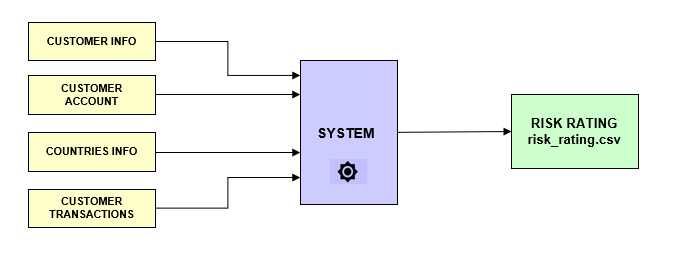 CUSTOMER INFO
CUSTOMER
ACCOUNT
COUNTRIES INFO
CUSTOMER
TRANSACTIONS
SYSTEM
RISK RATING
risk_rating.csv